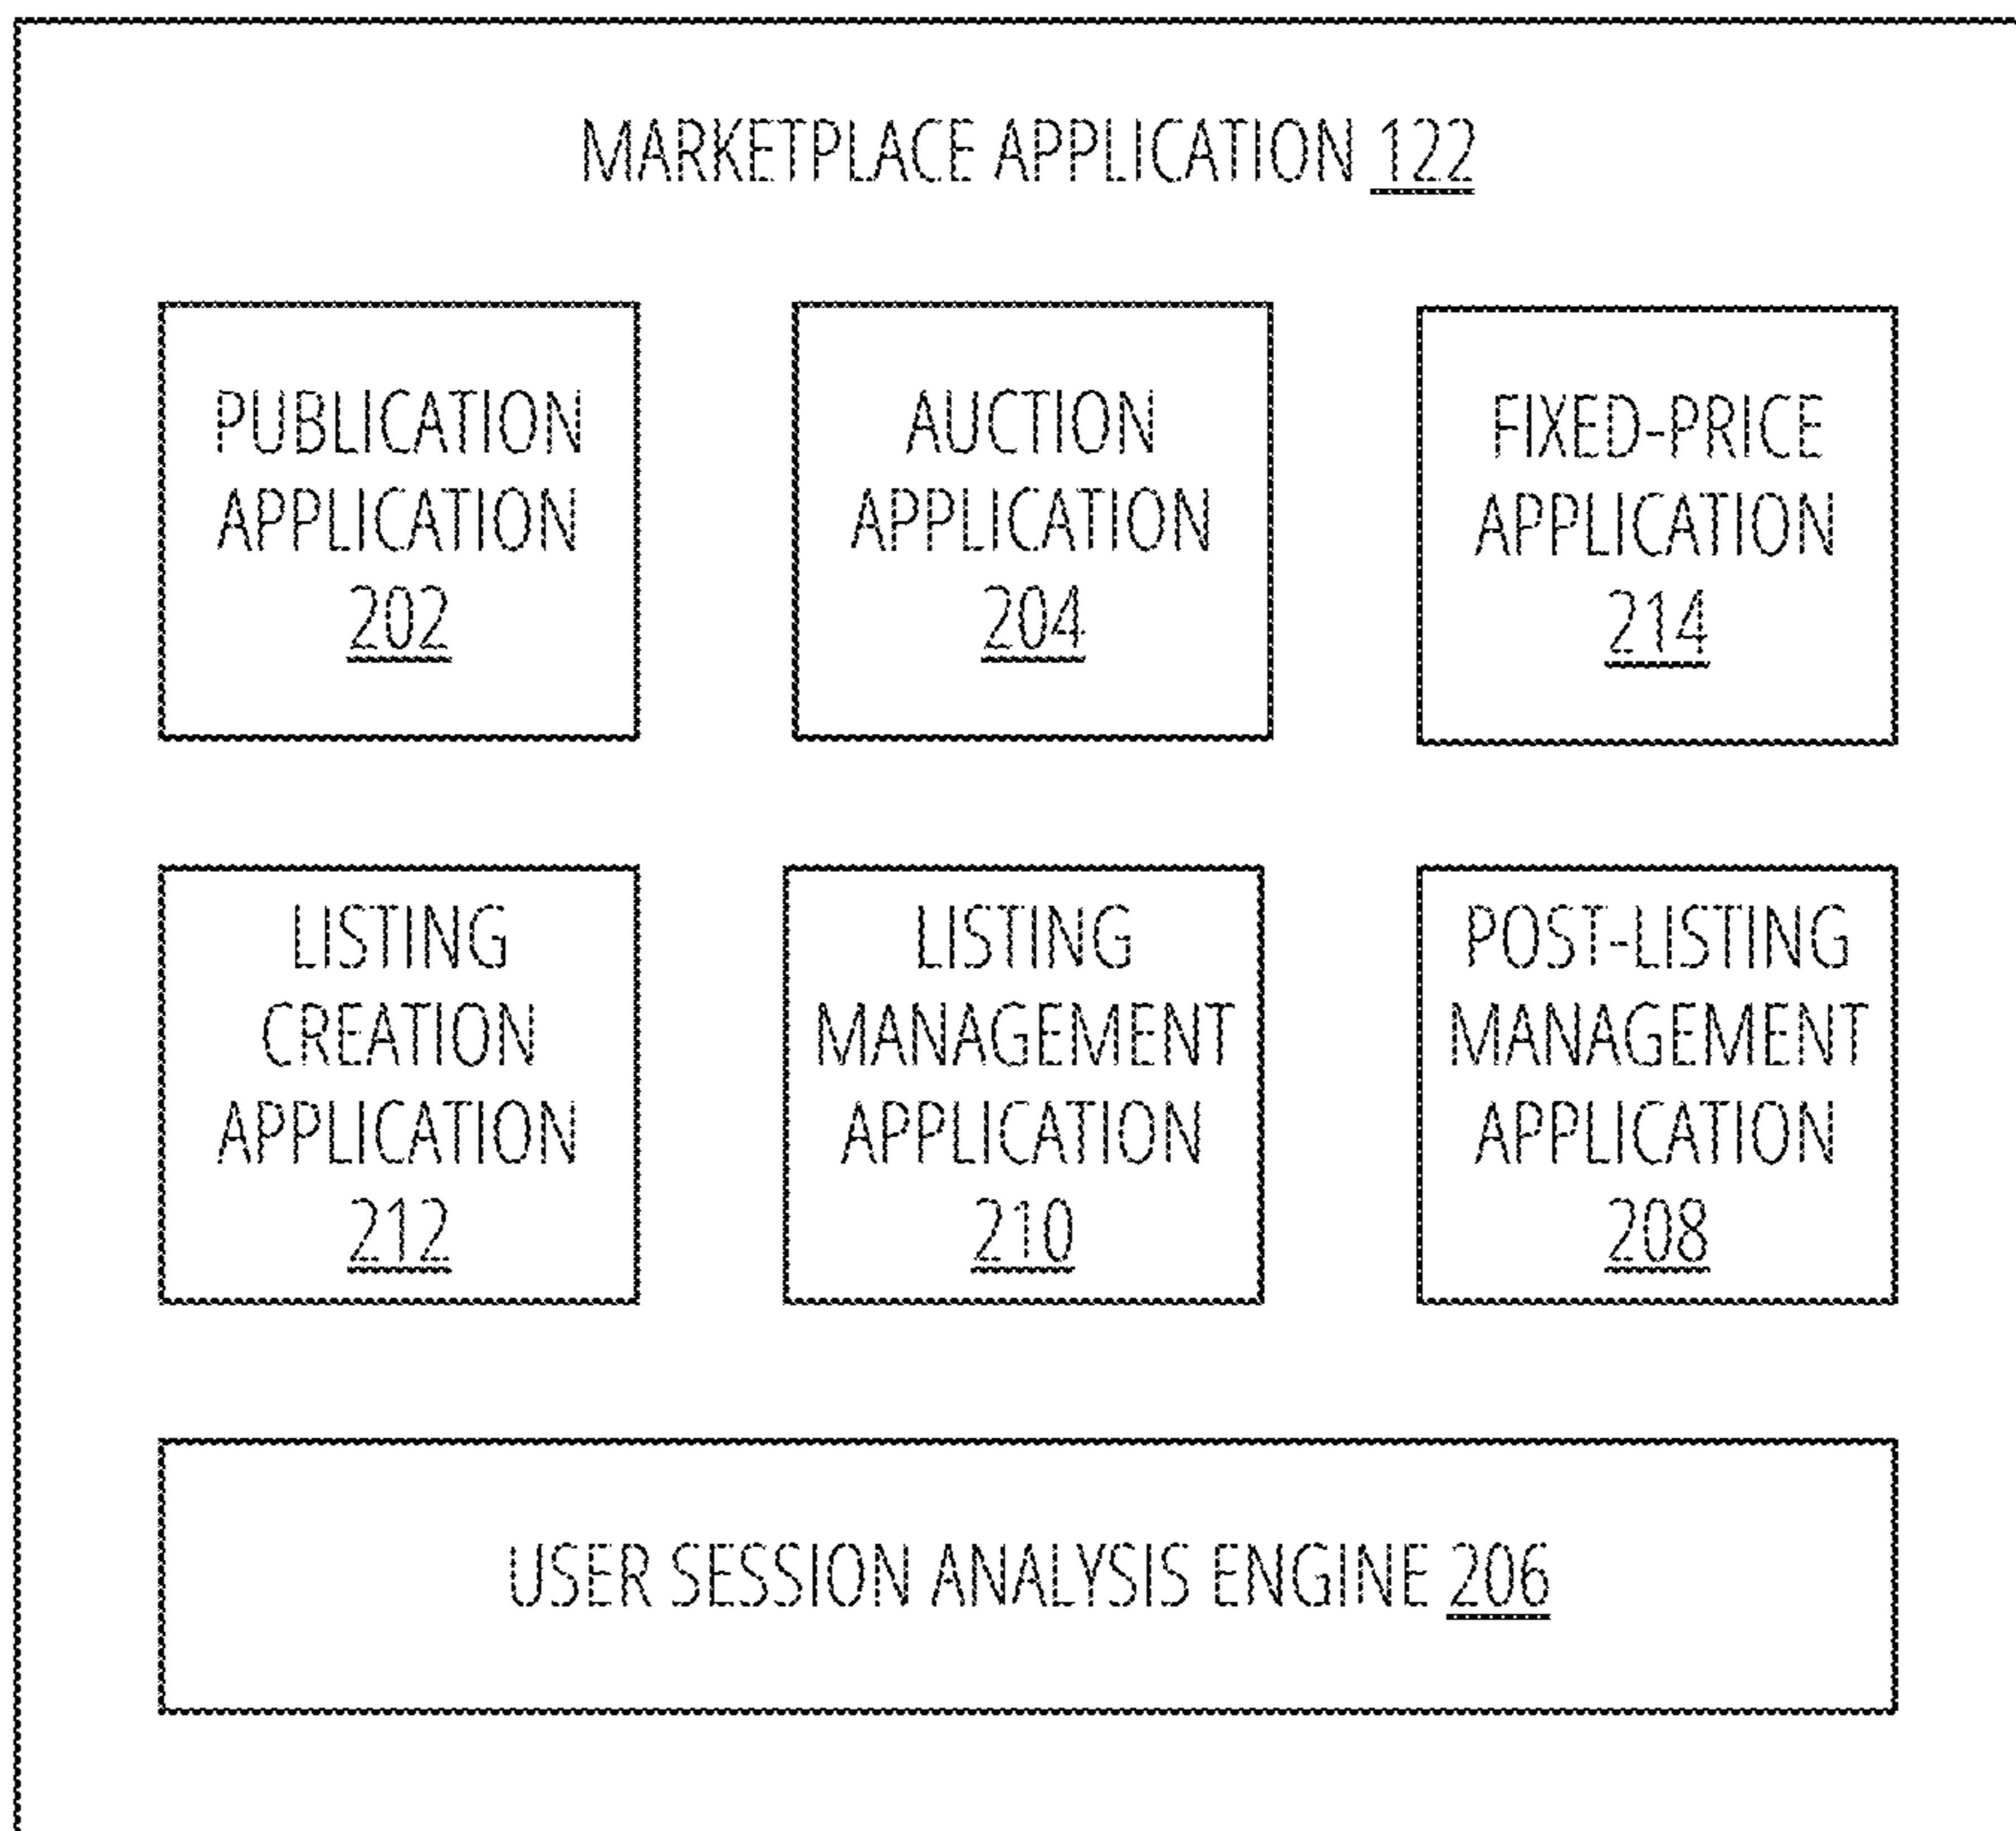 MARKETPLACE APPLICATION 122
PUBLICATION
APPLICATION
202
AUCTION
APPLICATION
204
FIXED-PRICE
APPLICATION
214
LISTING
CREATION
APPLICATION
212
LISTING
MANAGEMENT
APPLICATION
210
POST-LISTING
MANAGEMENT
APPLICATION
208
USER SESSION ANALYSIS ENGINE 206